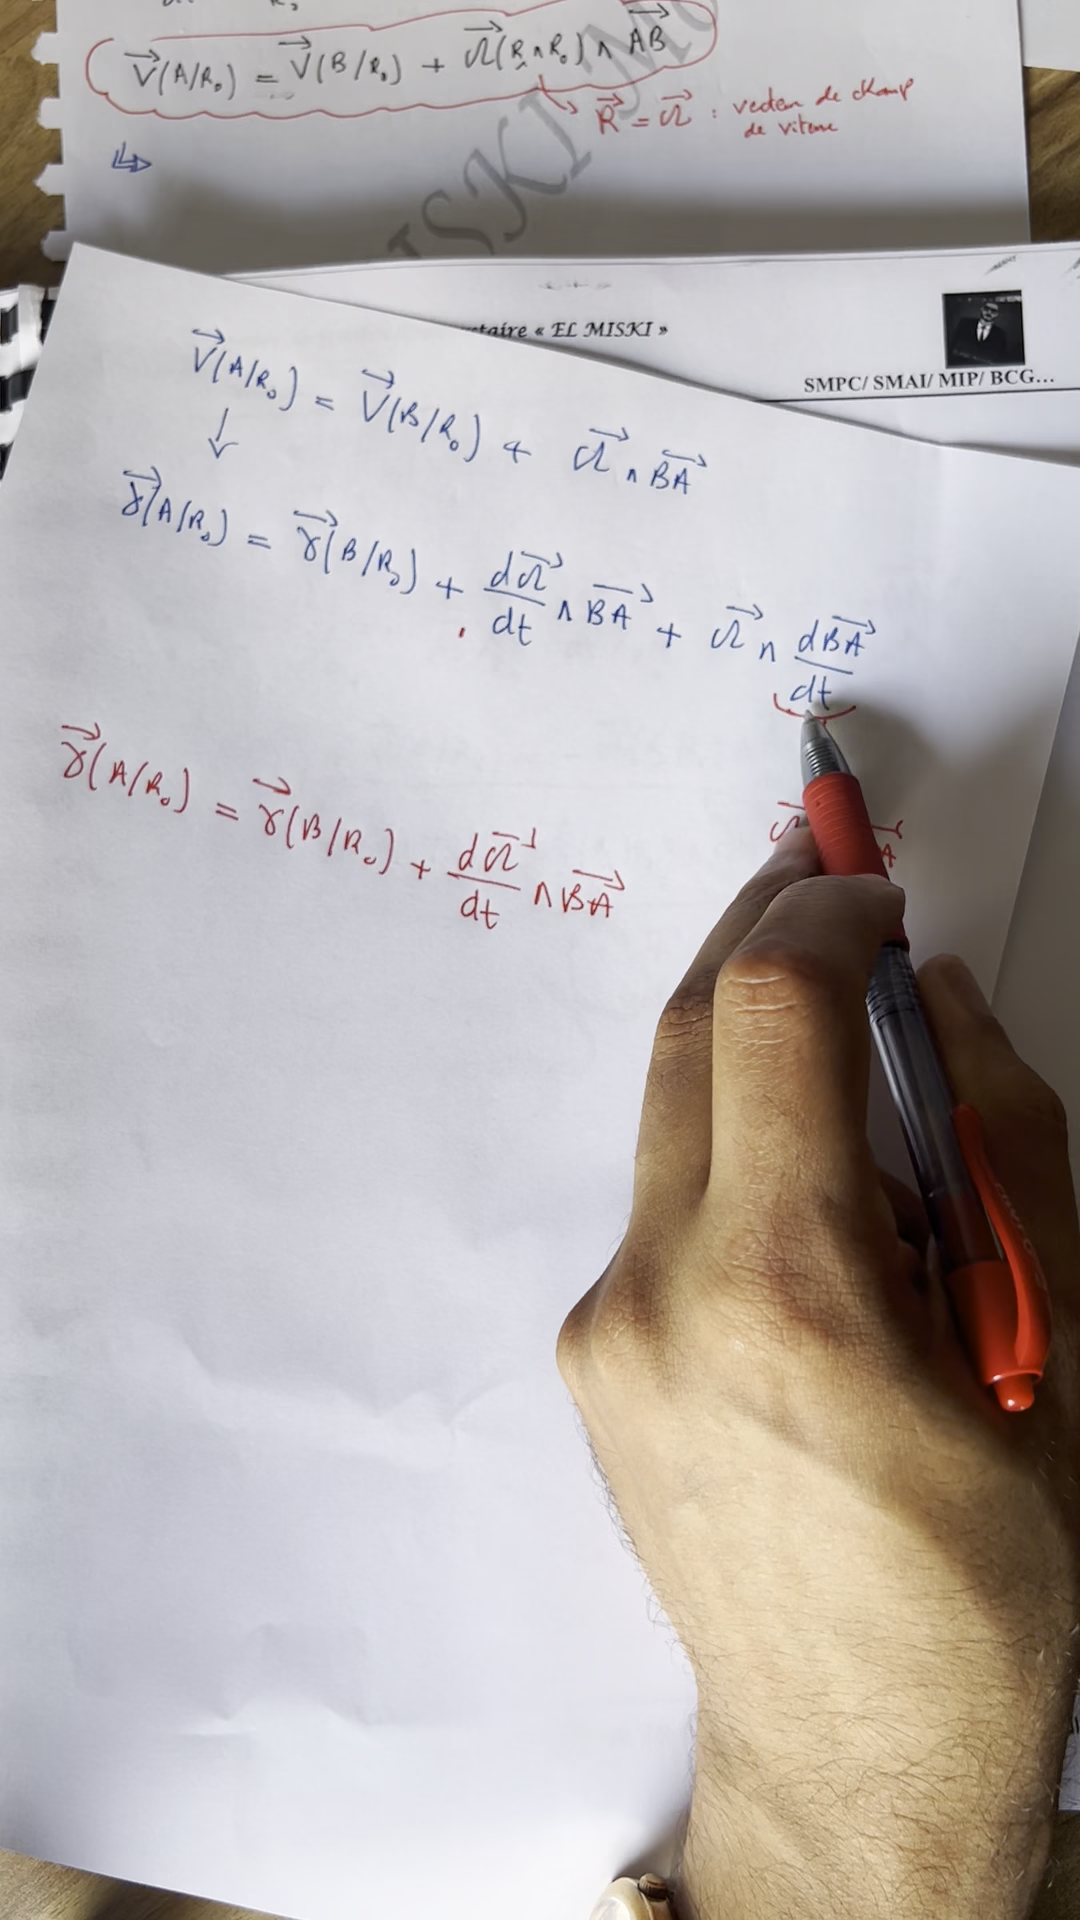 V⃗(A/R₀) = V⃗(B/R₀) + Ω⃗(R∧R₀) ∧ AB⃗
R⃗ = Ω⃗ : vecteur de champ
de vitesse
ISKI M
« EL MISKI »
SMPC/ SMAI/ MIP/ BCG…
V⃗(A/R₀) = V⃗(B/R₀) + Ω⃗ ∧ BA⃗
↓
γ⃗(A/R₀) = γ⃗(B/R₀) + dΩ⃗/dt ∧ BA⃗ + Ω⃗ ∧ dBA⃗/dt
γ⃗(A/R₀) = γ⃗(B/R₀) + dΩ⃗/dt ∧ BA⃗